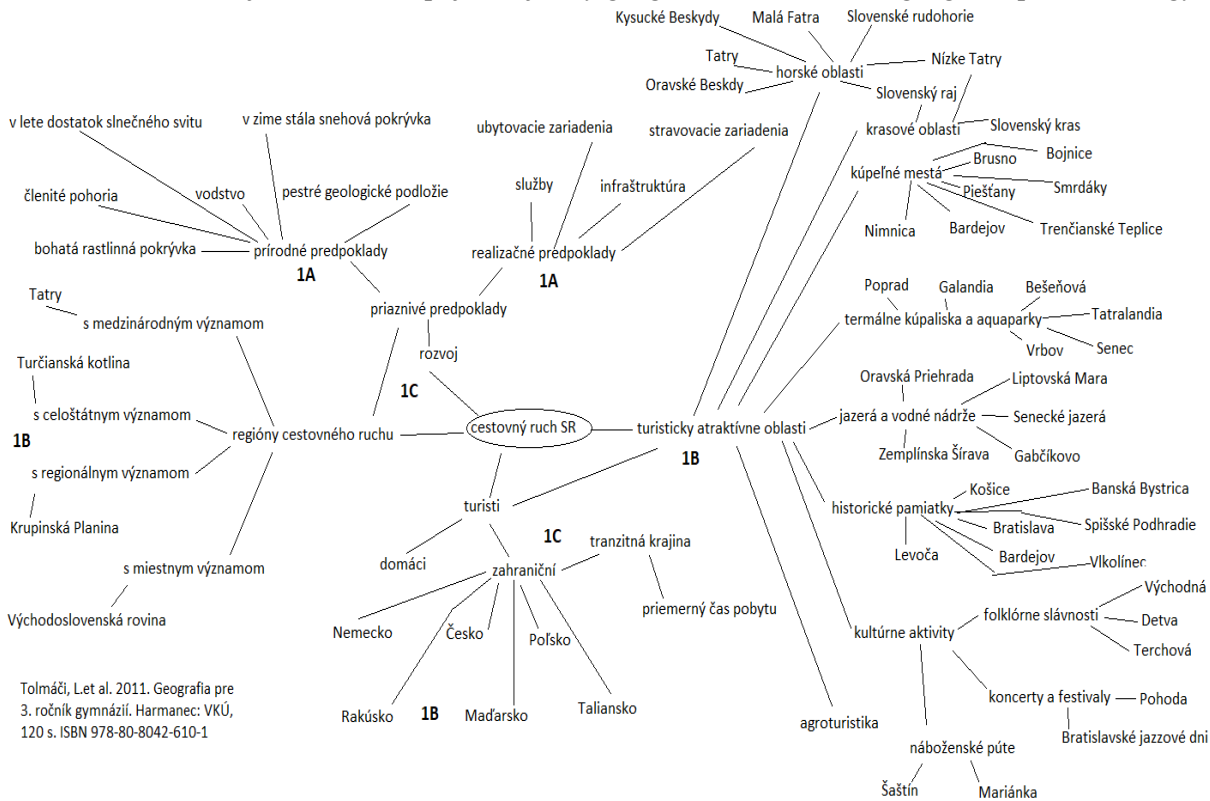 Kysucké Beskydy
Malá Fatra
Slovenské rudohorie
Tatry
horské oblasti
Nízke Tatry
Oravské Beskdy
Slovenský raj
v lete dostatok slnečného svitu
v zime stála snehová pokrývka
ubytovacie zariadenia
stravovacie zariadenia
krasové oblasti
Slovenský kras
Bojnice
Brusno
kúpeľné mestá
členité pohoria
vodstvo
pestré geologické podložie
služby
infraštruktúra
Piešťany
Smrdáky
Nimnica
Bardejov
Trenčianské Teplice
bohatá rastlinná pokrývka
prírodné predpoklady
1A
realizačné predpoklady
1A
Tatry
s medzinárodným významom
priaznivé predpoklady
Poprad
Galandia
Bešeňová
termálne kúpaliska a aquaparky
Tatralandia
Vrbov
Senec
rozvoj
Turčianská kotlina
1C
Oravská Priehrada
Liptovská Mara
s celoštátnym významom
1B
regióny cestovného ruchu
cestovný ruch SR
turisticky atraktívne oblasti
1B
jazerá a vodné nádrže
Senecké jazerá
Zemplínska Šírava
Gabčíkovo
s regionálnym významom
Krupinská Planina
turisti
Košice
Banská Bystrica
historické pamiatky
Bratislava
Spišské Podhradie
Levoča
Bardejov
Vlkolínec
1C
tranzitná krajina
domáci
zahraniční
s miestnym významom
priemerný čas pobytu
Východoslovenská rovina
Nemecko
Česko
Poľsko
Východná
folklórne slávnosti
Detva
kultúrne aktivity
Terchová
Rakúsko
1B
Maďarsko
Taliansko
agroturistika
koncerty a festivaly
Pohoda
Bratislavské jazzové dni
náboženské púte
Šaštín
Mariánka
Tolmáči, L.et al. 2011. Geografia pre
3. ročník gymnázií. Harmanec: VKÚ,
120 s. ISBN 978-80-8042-610-1